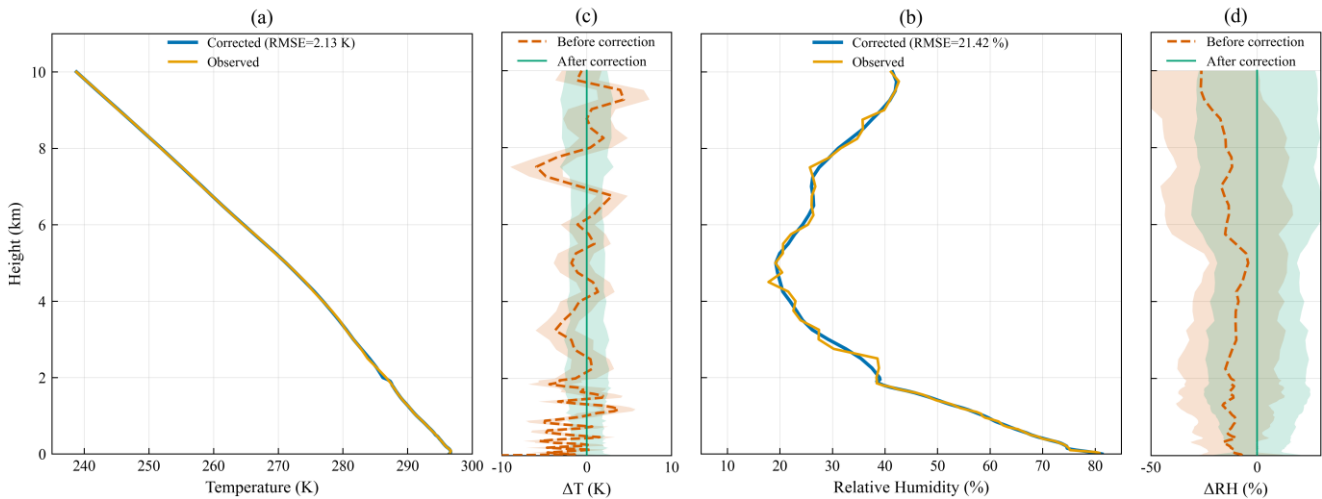 (a)
(c)
(b)
(d)
Corrected (RMSE=2.13 K)
Observed
Before correction
After correction
Corrected (RMSE=21.42 %)
Observed
Before correction
After correction
Height (km)
10
8
6
4
2
0
240 250 260 270 280 290 300
-10 0 10
10 20 30 40 50 60 70 80
-50 0
Temperature (K)
ΔT (K)
Relative Humidity (%)
ΔRH (%)